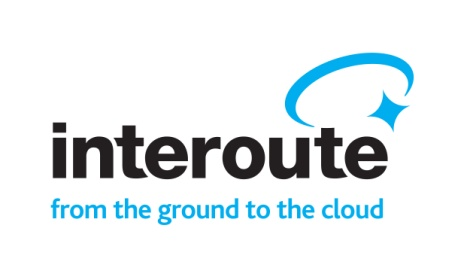 interoute
from the ground to the cloud